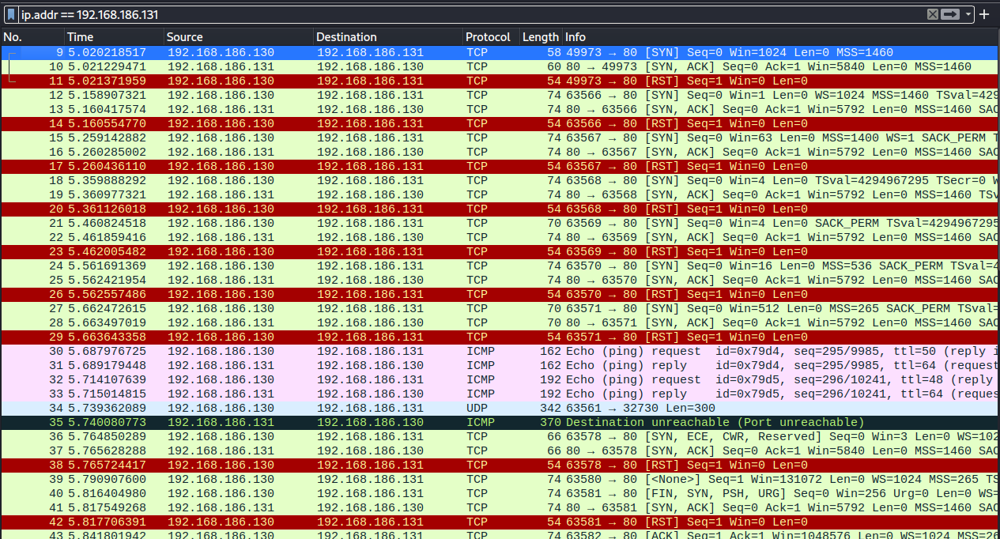 ip.addr == 192.168.186.131
No. Time Source Destination Protocol Length Info
9 5.020218517 192.168.186.130 192.168.186.131 TCP 58 49973 → 80 [SYN] Seq=0 Win=1024 Len=0 MSS=1460
10 5.021229471 192.168.186.131 192.168.186.130 TCP 60 80 → 49973 [SYN, ACK] Seq=0 Ack=1 Win=5840 Len=0 MSS=1460
11 5.021371959 192.168.186.130 192.168.186.131 TCP 54 49973 → 80 [RST] Seq=1 Win=0 Len=0
12 5.158907321 192.168.186.130 192.168.186.131 TCP 74 63566 → 80 [SYN] Seq=0 Win=1 Len=0 WS=1024 MSS=1460 TSval=429
13 5.160417574 192.168.186.131 192.168.186.130 TCP 74 80 → 63566 [SYN, ACK] Seq=0 Ack=1 Win=5792 Len=0 MSS=1460 SAC
14 5.160554770 192.168.186.130 192.168.186.131 TCP 54 63566 → 80 [RST] Seq=1 Win=0 Len=0
15 5.259142882 192.168.186.130 192.168.186.131 TCP 74 63567 → 80 [SYN] Seq=0 Win=63 Len=0 MSS=1400 WS=1 SACK_PERM T
16 5.260285002 192.168.186.131 192.168.186.130 TCP 74 80 → 63567 [SYN, ACK] Seq=0 Ack=1 Win=5792 Len=0 MSS=1460 SAC
17 5.260436110 192.168.186.130 192.168.186.131 TCP 54 63567 → 80 [RST] Seq=1 Win=0 Len=0
18 5.359888292 192.168.186.130 192.168.186.131 TCP 74 63568 → 80 [SYN] Seq=0 Win=4 Len=0 TSval=4294967295 TSecr=0 W
19 5.360977321 192.168.186.131 192.168.186.130 TCP 74 80 → 63568 [SYN, ACK] Seq=0 Ack=1 Win=5792 Len=0 MSS=1460 TSv
20 5.361126018 192.168.186.130 192.168.186.131 TCP 54 63568 → 80 [RST] Seq=1 Win=0 Len=0
21 5.460824518 192.168.186.130 192.168.186.131 TCP 70 63569 → 80 [SYN] Seq=0 Win=4 Len=0 SACK_PERM TSval=4294967295
22 5.461859416 192.168.186.131 192.168.186.130 TCP 74 80 → 63569 [SYN, ACK] Seq=0 Ack=1 Win=5792 Len=0 MSS=1460 SAC
23 5.462005482 192.168.186.130 192.168.186.131 TCP 54 63569 → 80 [RST] Seq=1 Win=0 Len=0
24 5.561691369 192.168.186.130 192.168.186.131 TCP 74 63570 → 80 [SYN] Seq=0 Win=16 Len=0 MSS=536 SACK_PERM TSval=4
25 5.562421954 192.168.186.131 192.168.186.130 TCP 74 80 → 63570 [SYN, ACK] Seq=0 Ack=1 Win=5792 Len=0 MSS=1460 SAC
26 5.562557486 192.168.186.130 192.168.186.131 TCP 54 63570 → 80 [RST] Seq=1 Win=0 Len=0
27 5.662472615 192.168.186.130 192.168.186.131 TCP 70 63571 → 80 [SYN] Seq=0 Win=512 Len=0 MSS=265 SACK_PERM TSval=
28 5.663497019 192.168.186.131 192.168.186.130 TCP 70 80 → 63571 [SYN, ACK] Seq=0 Ack=1 Win=5792 Len=0 MSS=1460 SAC
29 5.663643358 192.168.186.130 192.168.186.131 TCP 54 63571 → 80 [RST] Seq=1 Win=0 Len=0
30 5.687976725 192.168.186.130 192.168.186.131 ICMP 162 Echo (ping) request id=0x79d4, seq=295/9985, ttl=50 (reply i
31 5.689179448 192.168.186.131 192.168.186.130 ICMP 162 Echo (ping) reply id=0x79d4, seq=295/9985, ttl=64 (request
32 5.714107639 192.168.186.130 192.168.186.131 ICMP 192 Echo (ping) request id=0x79d5, seq=296/10241, ttl=48 (reply
33 5.715014815 192.168.186.131 192.168.186.130 ICMP 192 Echo (ping) reply id=0x79d5, seq=296/10241, ttl=64 (reques
34 5.739362089 192.168.186.130 192.168.186.131 UDP 342 63561 → 32730 Len=300
35 5.740080773 192.168.186.131 192.168.186.130 ICMP 370 Destination unreachable (Port unreachable)
36 5.764850289 192.168.186.130 192.168.186.131 TCP 66 63578 → 80 [SYN, ECE, CWR, Reserved] Seq=0 Win=3 Len=0 WS=102
37 5.765628288 192.168.186.131 192.168.186.130 TCP 66 80 → 63578 [SYN, ACK] Seq=0 Ack=1 Win=5840 Len=0 MSS=1460 SAC
38 5.765724417 192.168.186.130 192.168.186.131 TCP 54 63578 → 80 [RST] Seq=1 Win=0 Len=0
39 5.790907600 192.168.186.130 192.168.186.131 TCP 74 63580 → 80 [<None>] Seq=1 Win=131072 Len=0 WS=1024 MSS=265 TS
40 5.816404980 192.168.186.130 192.168.186.131 TCP 74 63581 → 80 [FIN, SYN, PSH, URG] Seq=0 Win=256 Urg=0 Len=0 WS=
41 5.817549268 192.168.186.131 192.168.186.130 TCP 74 80 → 63581 [SYN, ACK] Seq=0 Ack=1 Win=5792 Len=0 MSS=1460 SAC
42 5.817706391 192.168.186.130 192.168.186.131 TCP 54 63581 → 80 [RST] Seq=1 Win=0 Len=0
43 5.841801942 192.168.186.130 192.168.186.131 TCP 74 63582 → 80 [ACK] Seq=1 Ack=1 Win=1048576 Len=0 WS=1024 MSS=26